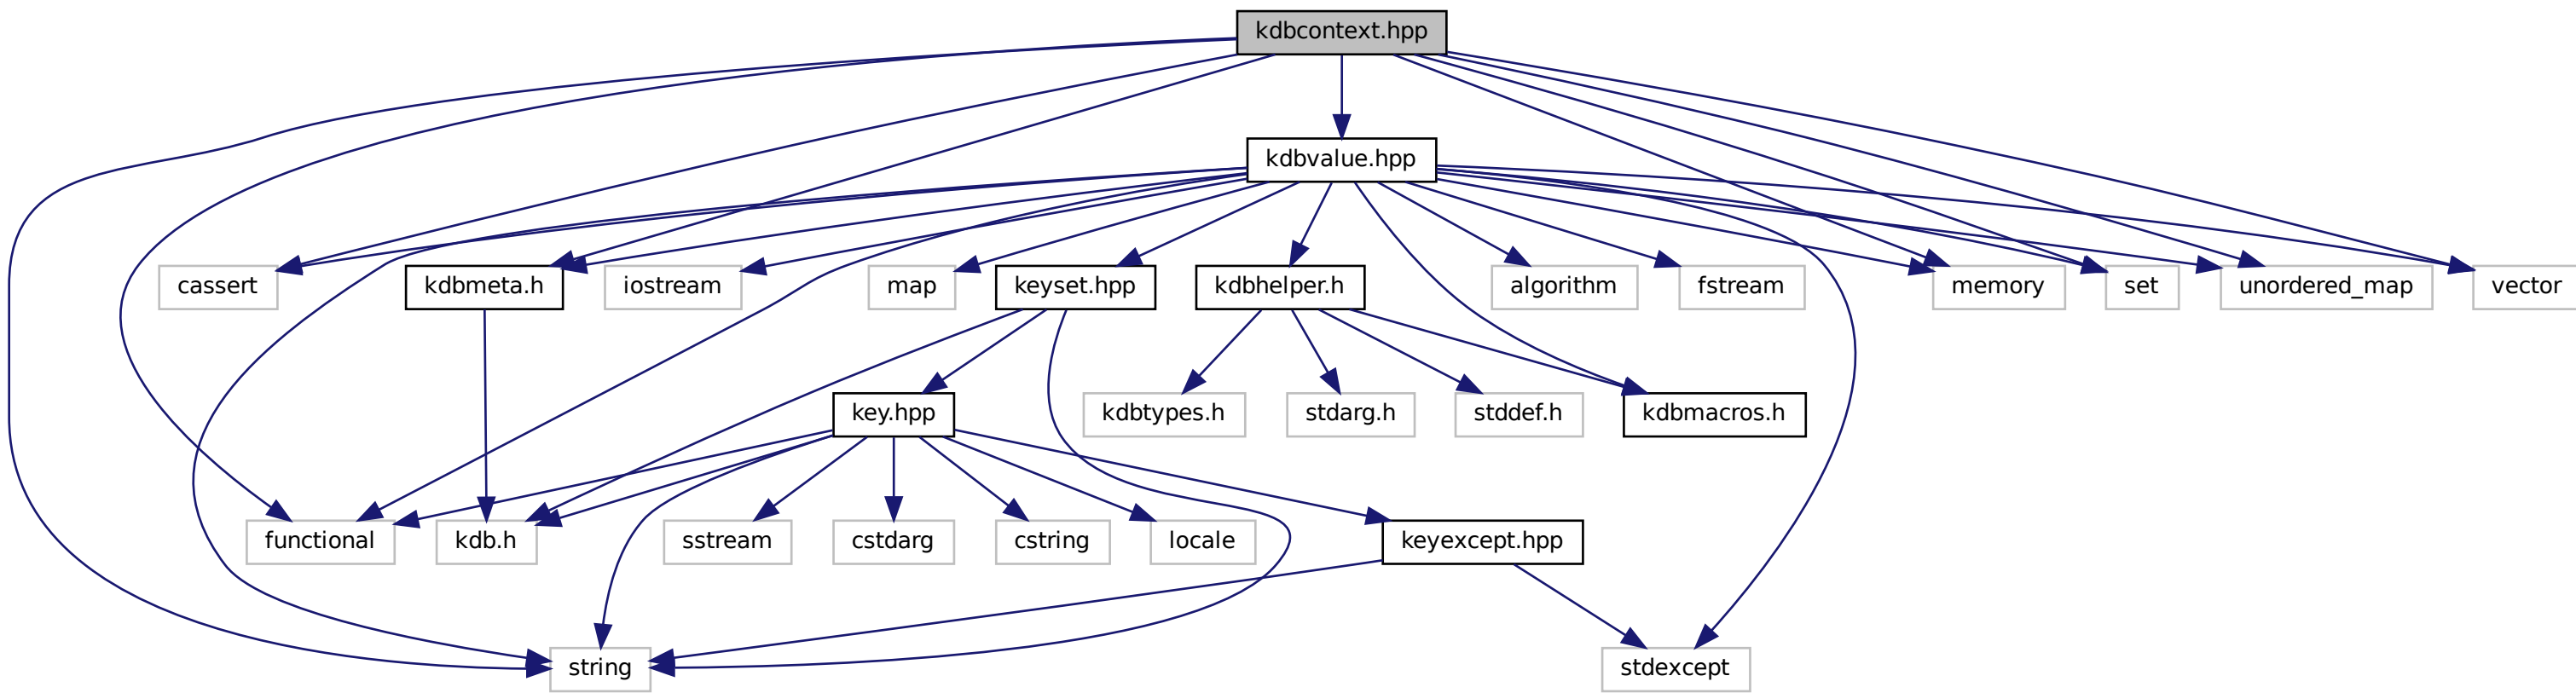 kdbcontext.hpp
kdbvalue.hpp
cassert
kdbmeta.h
iostream
map
keyset.hpp
kdbhelper.h
algorithm
fstream
memory
set
unordered_map
vector
key.hpp
kdbtypes.h
stdarg.h
stddef.h
kdbmacros.h
functional
kdb.h
sstream
cstdarg
cstring
locale
keyexcept.hpp
string
stdexcept